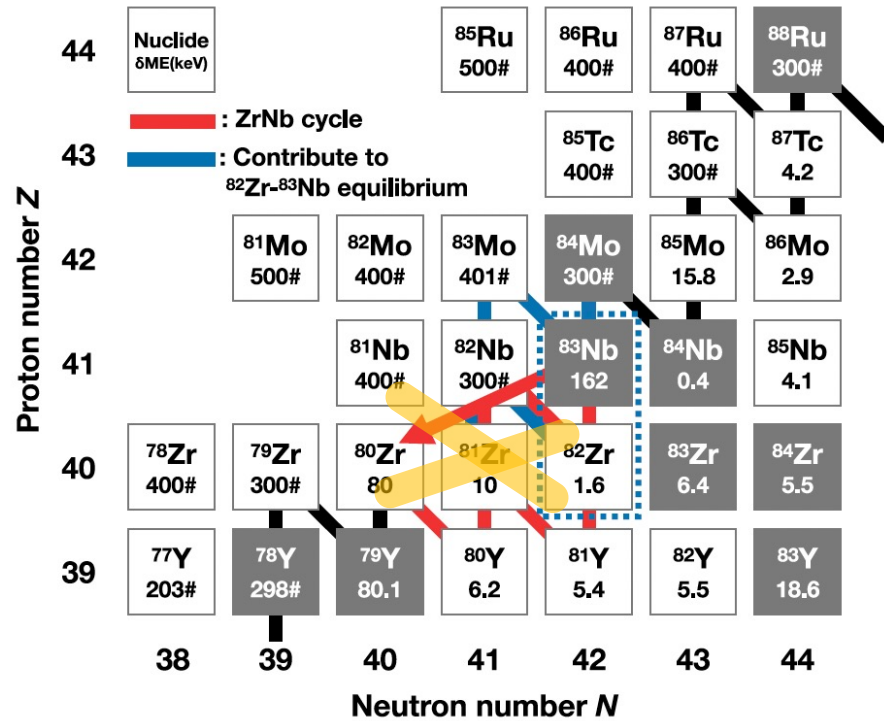 Nuclide
δME(keV)
⁸⁵Ru ⁸⁶Ru ⁸⁷Ru ⁸⁸Ru
44 500# 400# 400# 300#
: ZrNb cycle
: Contribute to
⁸²Zr-⁸³Nb equilibrium
⁸⁵Tc ⁸⁶Tc ⁸⁷Tc
43 400# 300# 4.2
⁸¹Mo ⁸²Mo ⁸³Mo ⁸⁴Mo ⁸⁵Mo ⁸⁶Mo
42 500# 400# 401# 300# 15.8 2.9
⁸¹Nb ⁸²Nb ⁸³Nb ⁸⁴Nb ⁸⁵Nb
41 400# 300# 162 0.4 4.1
⁷⁸Zr ⁷⁹Zr ⁸⁰Zr ⁸¹Zr ⁸²Zr ⁸³Zr ⁸⁴Zr
40 400# 300# 80 10 1.6 6.4 5.5
⁷⁷Y ⁷⁸Y ⁷⁹Y ⁸⁰Y ⁸¹Y ⁸²Y ⁸³Y
39 203# 298# 80.1 6.2 5.4 5.5 18.6
38 39 40 41 42 43 44
Neutron number N
Proton number Z